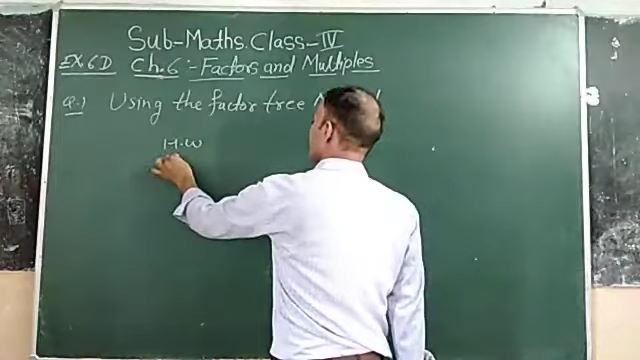 Sub-Maths. Class-IV
EX 6D Ch.6:- Factors and Multiples
Q.1 Using the factor tree
H.W